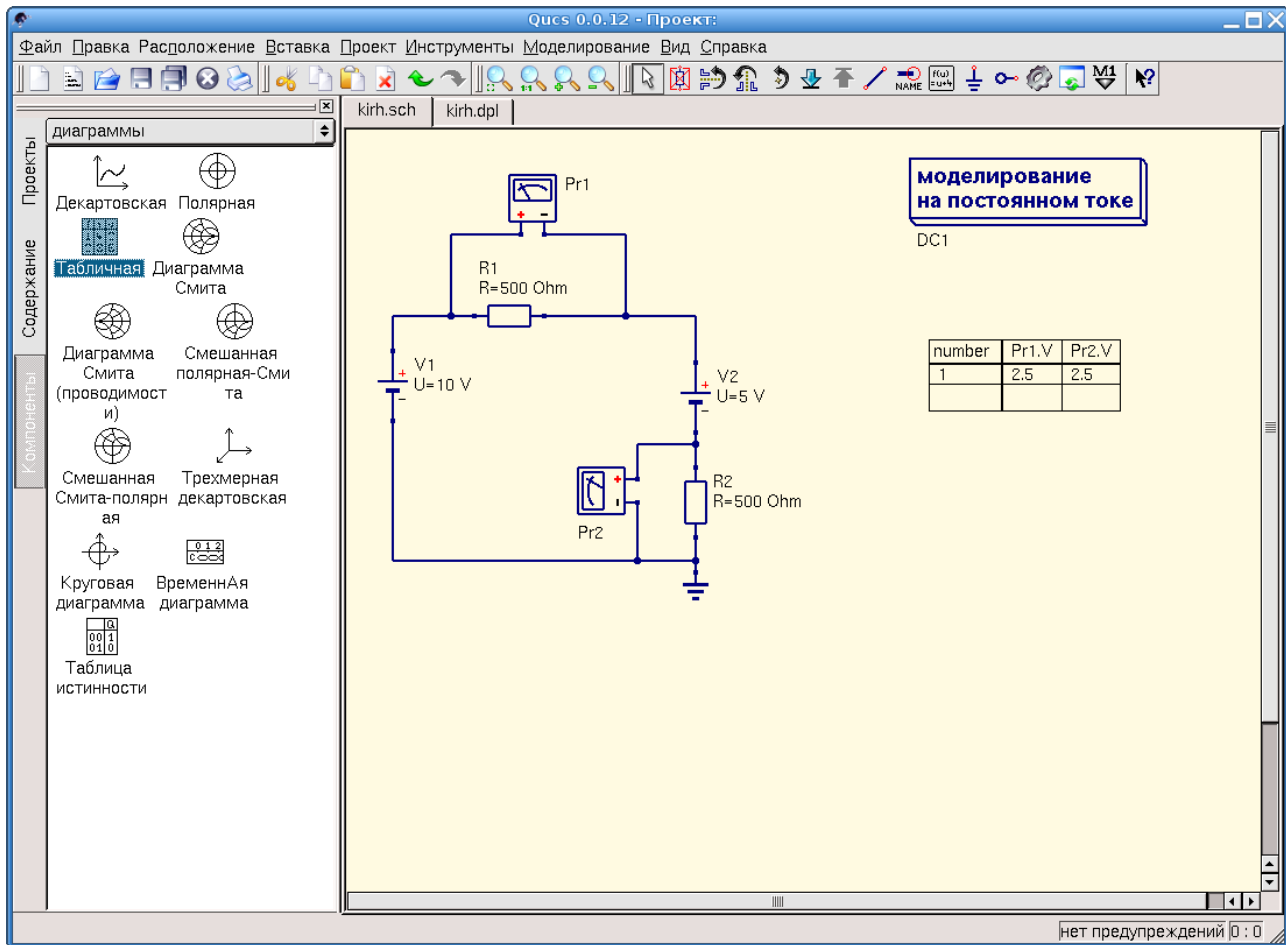 Qucs 0.0.12 - Проект:
Файл Правка Расположение Вставка Проект Инструменты Моделирование Вид Справка
NAME
f(u)
=u+4
M1
1:1
диаграммы
Проекты
Содержание
Компоненты
Декартовская Полярная
Табличная Диаграмма
Смита
Диаграмма
Смита
(проводимост
и)
Смешанная
полярная-Сми
та
Смешанная
Смита-полярн
ая
Трехмерная
декартовская
Круговая
диаграмма
ВременнАя
диаграмма
Таблица
истинности
kirh.sch kirh.dpl
Pr1
+ -
R1
R=500 Ohm
V1
U=10 V
+
-
V2
U=5 V
+
-
Pr2
+
-
R2
R=500 Ohm
моделирование
на постоянном токе
DC1
number Pr1.V Pr2.V
1 2.5 2.5
нет предупреждений 0 : 0